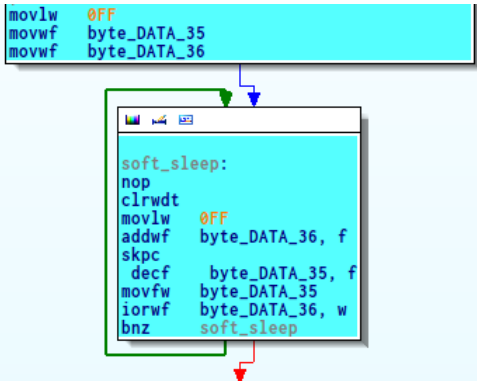 movlw 0FF
movwf byte_DATA_35
movwf byte_DATA_36
soft_sleep:
nop
clrwdt
movlw 0FF
addwf byte_DATA_36, f
skpc
decf byte_DATA_35, f
movfw byte_DATA_35
iorwf byte_DATA_36, w
bnz soft_sleep